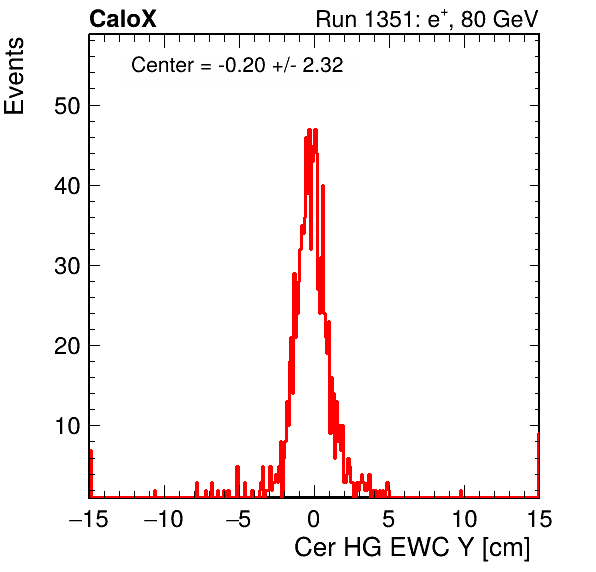 CaloX Run 1351: e⁺, 80 GeV
Center = -0.20 +/- 2.32
Events
50
40
30
20
10
−15 −10 −5 0 5 10 15
Cer HG EWC Y [cm]